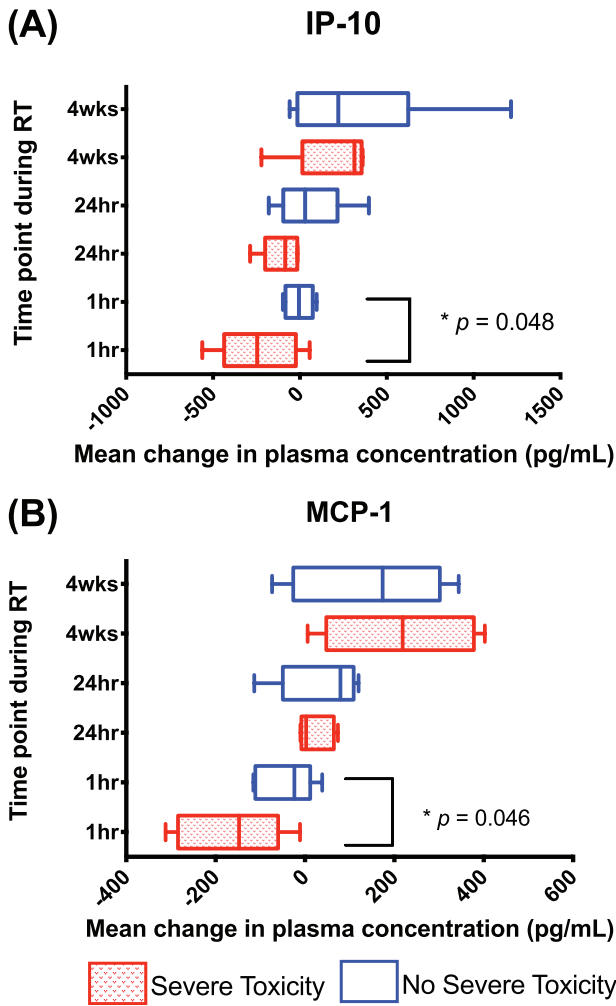 (A)
IP-10
Time point during RT
4wks
4wks
24hr
24hr
1hr
1hr
* p = 0.048
-1000
-500
0
500
1000
1500
Mean change in plasma concentration (pg/mL)
(B)
MCP-1
Time point during RT
4wks
4wks
24hr
24hr
1hr
1hr
* p = 0.046
-400
-200
0
200
400
600
Mean change in plasma concentration (pg/mL)
Severe Toxicity
No Severe Toxicity